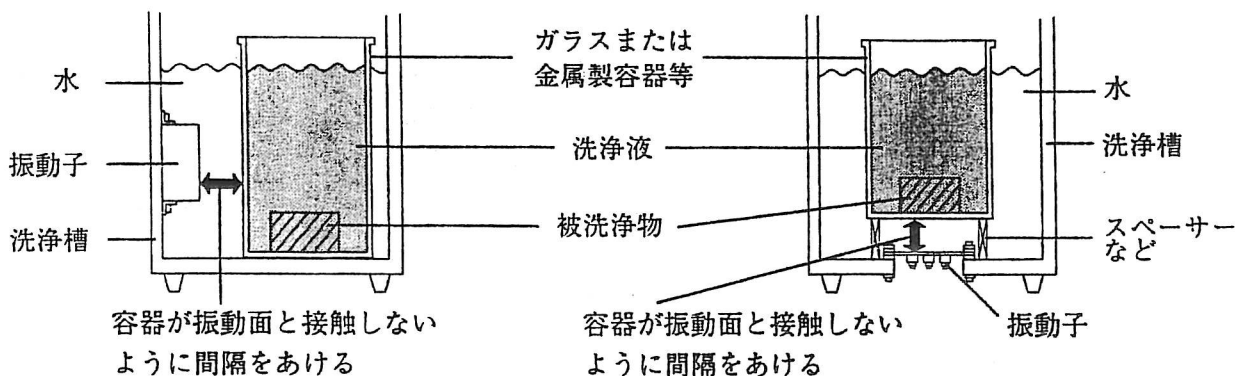 水
振動子
洗浄槽
ガラスまたは
金属製容器等
洗浄液
被洗浄物
水
洗浄槽
スペーサー
など
容器が振動面と接触しない
ように間隔をあける
容器が振動面と接触しない
ように間隔をあける
振動子